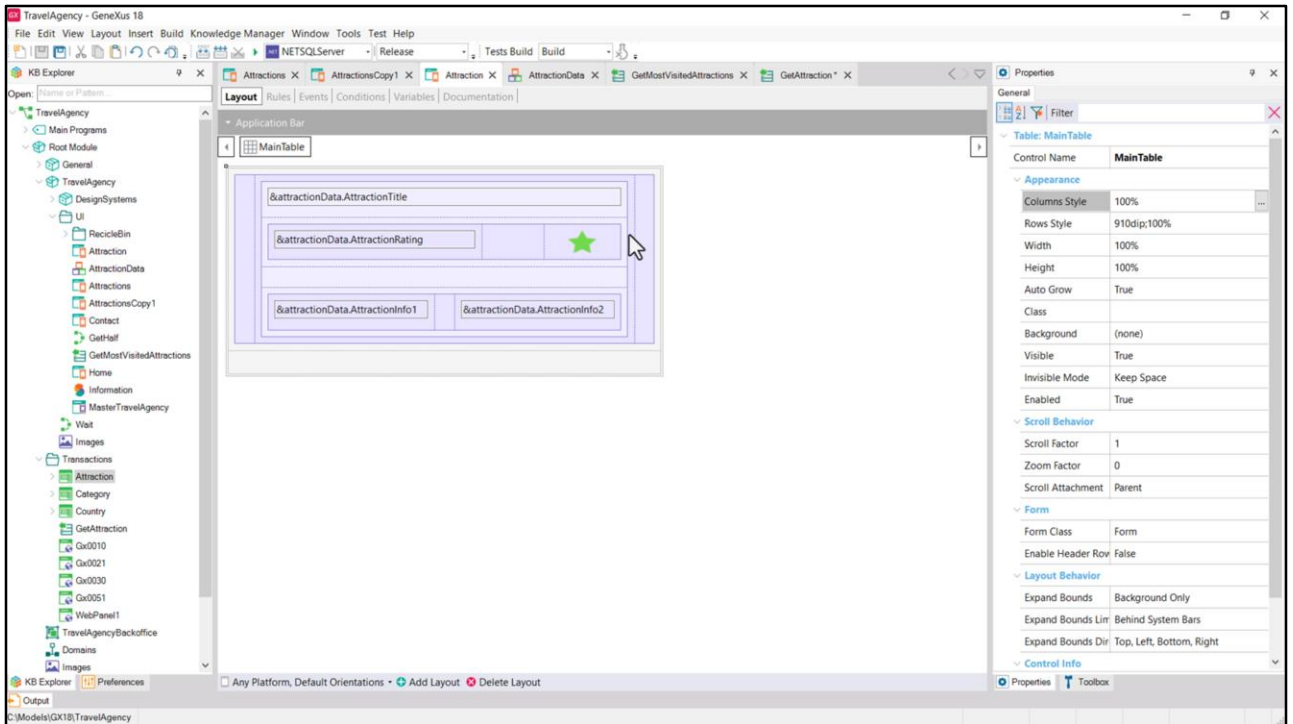 TravelAgency - GeneXus 18
File Edit View Layout Insert Build Knowledge Manager Window Tools Test Help
NETSQLServer Release Tests Build Build
KB Explorer
Open: Name or Pattern...
TravelAgency
Main Programs
Root Module
General
TravelAgency
DesignSystems
UI
RecicleBin
Attraction
AttractionData
Attractions
AttractionsCopy1
Contact
GetHalf
GetMostVisitedAttractions
Home
Information
MasterTravelAgency
Wait
Images
Transactions
Attraction
Category
Country
GetAttraction
Gx0010
Gx0021
Gx0030
Gx0051
WebPanel1
TravelAgencyBackoffice
Domains
Images
KB Explorer Preferences
Attractions X AttractionsCopy1 X Attraction X AttractionData X GetMostVisitedAttractions X GetAttraction * X
Layout Rules Events Conditions Variables Documentation
Application Bar
MainTable
&attractionData.AttractionTitle
&attractionData.AttractionRating
&attractionData.AttractionInfo1 &attractionData.AttractionInfo2
Any Platform, Default Orientations Add Layout Delete Layout
Properties
General
Filter
Table: MainTable
Control Name MainTable
Appearance
Columns Style 100% ...
Rows Style 910dip;100%
Width 100%
Height 100%
Auto Grow True
Class
Background (none)
Visible True
Invisible Mode Keep Space
Enabled True
Scroll Behavior
Scroll Factor 1
Zoom Factor 0
Scroll Attachment Parent
Form
Form Class Form
Enable Header Row False
Layout Behavior
Expand Bounds Background Only
Expand Bounds Lim Behind System Bars
Expand Bounds Dir Top, Left, Bottom, Right
Control Info
Properties Toolbox
Output
C:\Models\GX18\TravelAgency